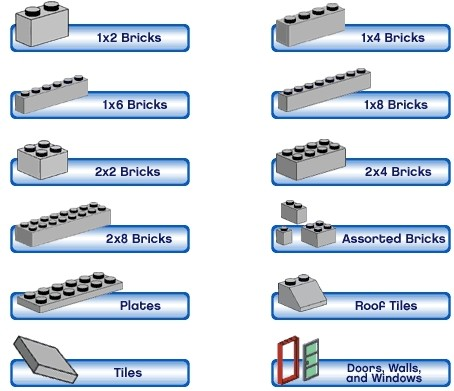 1x2 Bricks
1x4 Bricks
1x6 Bricks
1x8 Bricks
2x2 Bricks
2x4 Bricks
2x8 Bricks
Assorted Bricks
Plates
Roof Tiles
Tiles
Doors, Walls,
and Windows